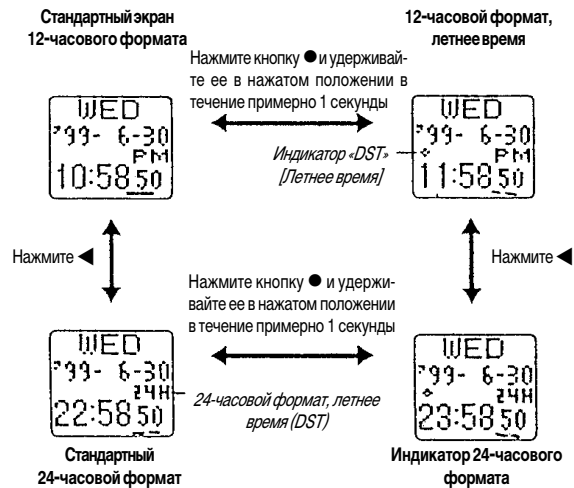 Стандартный экран
12-часового формата
12-часовой формат,
летнее время
Нажмите кнопку ● и удерживай-
те ее в нажатом положении в
течение примерно 1 секунды
WED
'99- 6-30
PM
10:58 50
Индикатор «DST»
[Летнее время]
WED
'99- 6-30
PM
11:58 50
Нажмите ◀
Нажмите ◀
Нажмите кнопку ● и удержи-
вайте ее в нажатом положении
в течение примерно 1 секунды
WED
'99- 6-30
24H
22:58 50
24-часовой формат, летнее
время (DST)
WED
'99- 6-30
24H
23:58 50
Стандартный
24-часовой формат
Индикатор 24-часового
формата